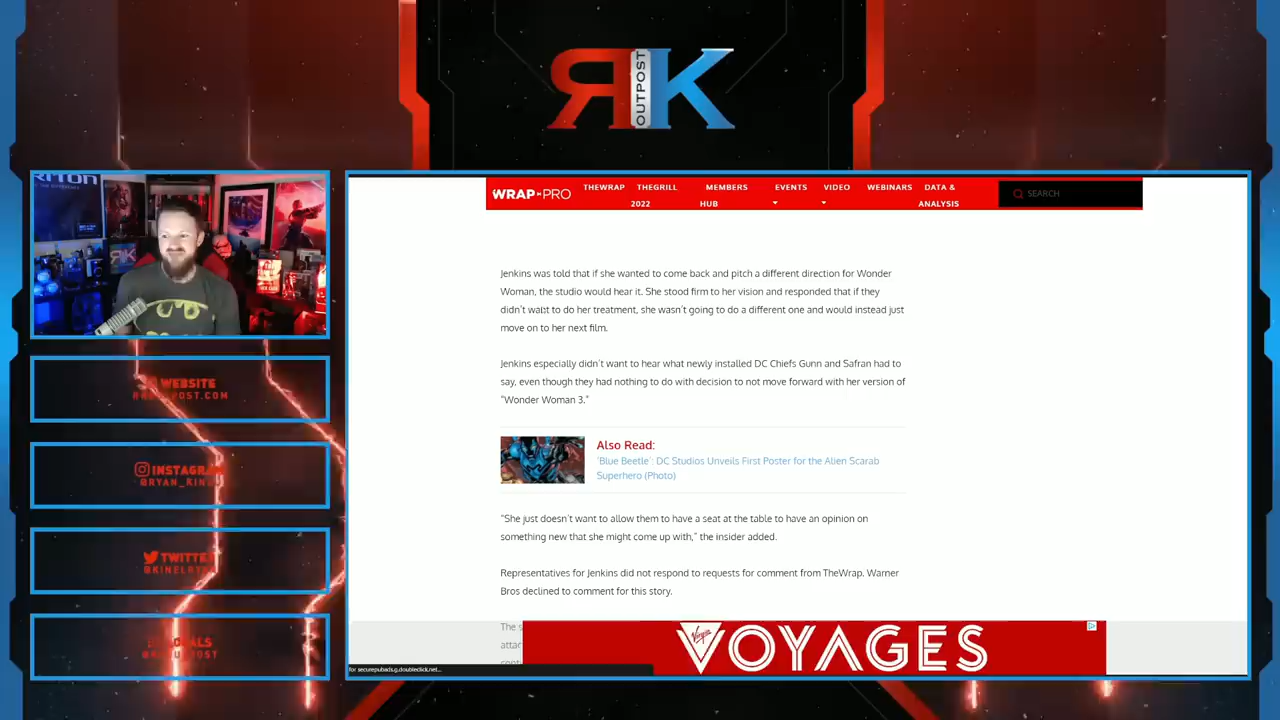 RK
OUTPOST
WRAP PRO
THEWRAP
THEGRILL
2022
MEMBERS
HUB
EVENTS
VIDEO
WEBINARS
DATA &
ANALYSIS
SEARCH
Jenkins was told that if she wanted to come back and pitch a different direction for Wonder
Woman, the studio would hear it. She stood firm to her vision and responded that if they
didn't want to do her treatment, she wasn't going to do a different one and would instead just
move on to her next film.
Jenkins especially didn't want to hear what newly installed DC Chiefs Gunn and Safran had to
say, even though they had nothing to do with decision to not move forward with her version of
"Wonder Woman 3."
Also Read:
'Blue Beetle': DC Studios Unveils First Poster for the Alien Scarab
Superhero (Photo)
"She just doesn't want to allow them to have a seat at the table to have an opinion on
something new that she might come up with," the insider added.
Representatives for Jenkins did not respond to requests for comment from TheWrap. Warner
Bros declined to comment for this story.
The s
attac
Virgin
VOYAGES
for securepubads.g.doubleclick.net...
WEBSITE
INSTAGRAM
TWITTER